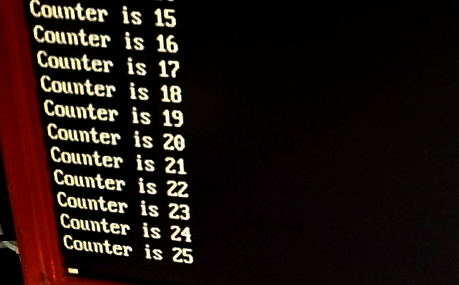 Counter is 15
Counter is 16
Counter is 17
Counter is 18
Counter is 19
Counter is 20
Counter is 21
Counter is 22
Counter is 23
Counter is 24
Counter is 25